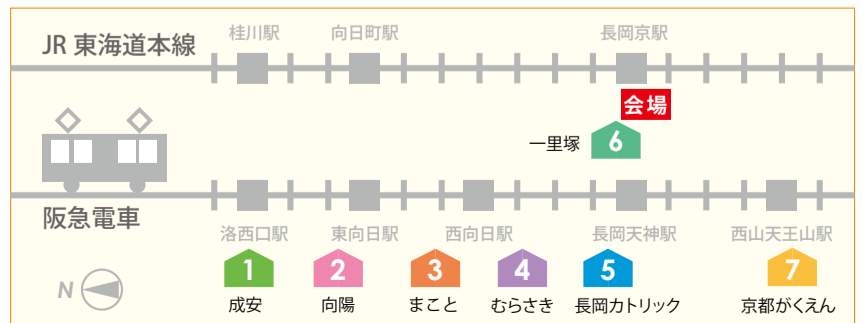 JR 東海道本線
桂川駅
向日町駅
長岡京駅
会場
一里塚
6
阪急電車
洛西口駅
東向日駅
西向日駅
長岡天神駅
西山天王山駅
N
1
成安
2
向陽
3
まこと
4
むらさき
5
長岡カトリック
7
京都がくえん